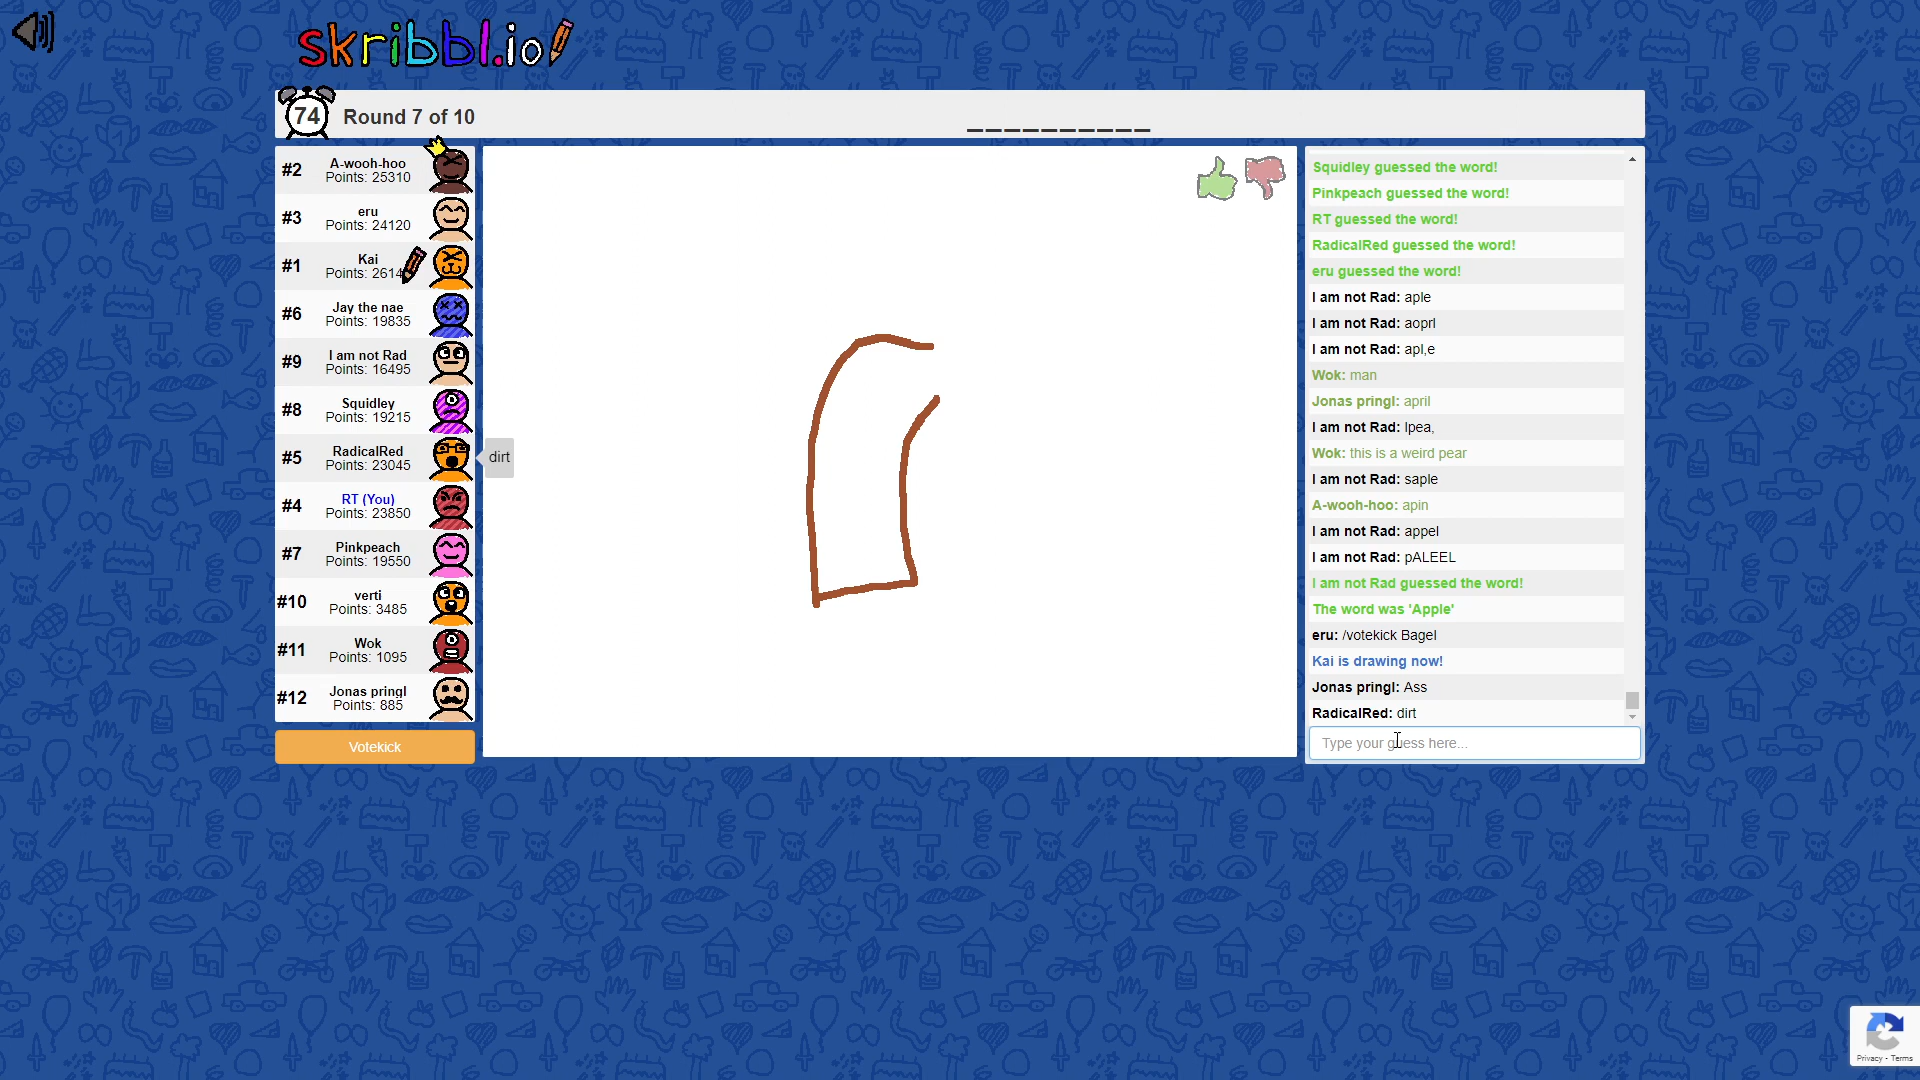 skribbl.io
74
Round 7 of 10
__________
#2
A-wooh-hoo
Points: 25310
#3
eru
Points: 24120
#1
Kai
Points: 2614
#6
Jay the nae
Points: 19835
#9
I am not Rad
Points: 16495
#8
Squidley
Points: 19215
#5
RadicalRed
Points: 23045
dirt
#4
RT (You)
Points: 23850
#7
Pinkpeach
Points: 19550
#10
verti
Points: 3485
#11
Wok
Points: 1095
#12
Jonas pringl
Points: 885
Votekick
Squidley guessed the word!
Pinkpeach guessed the word!
RT guessed the word!
RadicalRed guessed the word!
eru guessed the word!
I am not Rad: aple
I am not Rad: aoprl
I am not Rad: apl,e
Wok: man
Jonas pringl: april
I am not Rad: lpea,
Wok: this is a weird pear
I am not Rad: saple
A-wooh-hoo: apin
I am not Rad: appel
I am not Rad: pALEEL
I am not Rad guessed the word!
The word was 'Apple'
eru: /votekick Bagel
Kai is drawing now!
Jonas pringl: Ass
RadicalRed: dirt
Type your guess here...
Privacy - Terms